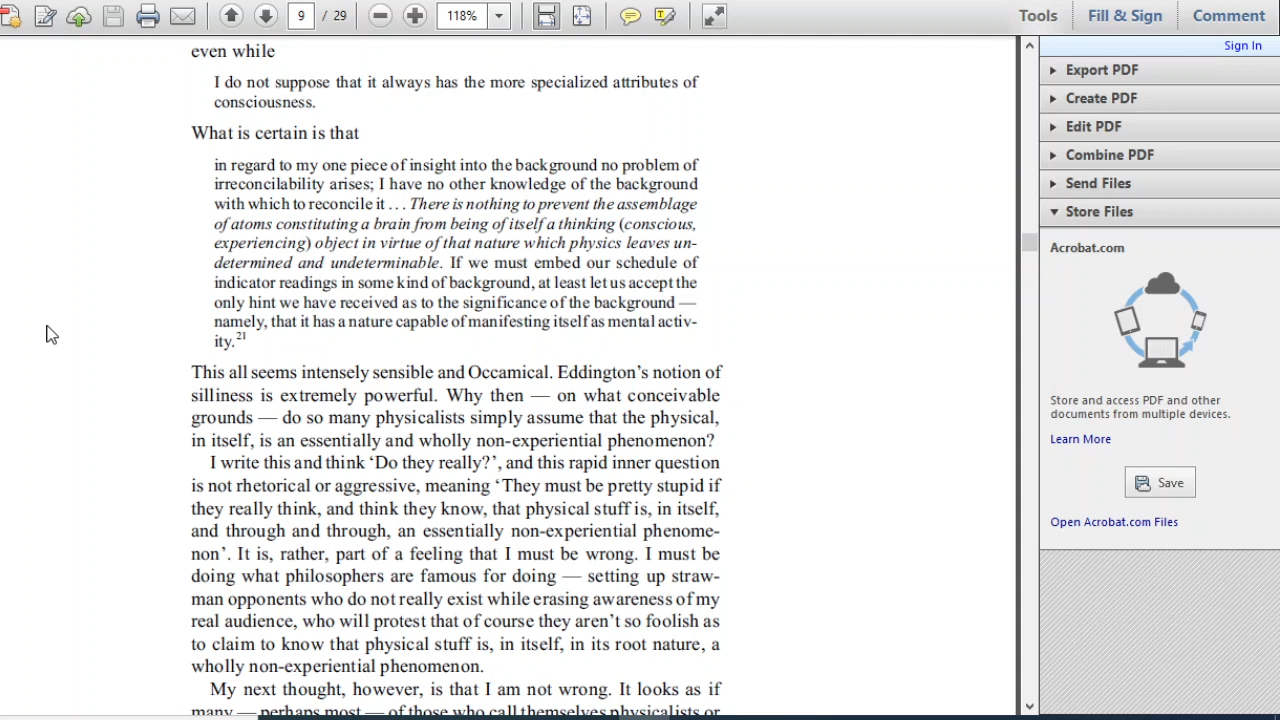 9 / 29
118%
Tools
Fill & Sign
Comment
Sign In
even while
I do not suppose that it always has the more specialized attributes of
consciousness.
What is certain is that
in regard to my one piece of insight into the background no problem of
irreconcilability arises; I have no other knowledge of the background
with which to reconcile it . . . There is nothing to prevent the assemblage
of atoms constituting a brain from being of itself a thinking (conscious,
experiencing) object in virtue of that nature which physics leaves un-
determined and undeterminable. If we must embed our schedule of
indicator readings in some kind of background, at least let us accept the
only hint we have received as to the significance of the background —
namely, that it has a nature capable of manifesting itself as mental activ-
ity.21
This all seems intensely sensible and Occamical. Eddington’s notion of
silliness is extremely powerful. Why then — on what conceivable
grounds — do so many physicalists simply assume that the physical,
in itself, is an essentially and wholly non-experiential phenomenon?
I write this and think ‘Do they really?’, and this rapid inner question
is not rhetorical or aggressive, meaning ‘They must be pretty stupid if
they really think, and think they know, that physical stuff is, in itself,
and through and through, an essentially non-experiential phenome-
non’. It is, rather, part of a feeling that I must be wrong. I must be
doing what philosophers are famous for doing — setting up straw-
man opponents who do not really exist while erasing awareness of my
real audience, who will protest that of course they aren’t so foolish as
to claim to know that physical stuff is, in itself, in its root nature, a
wholly non-experiential phenomenon.
My next thought, however, is that I am not wrong. It looks as if
many — perhaps most — of those who call themselves physicalists or
Export PDF
Create PDF
Edit PDF
Combine PDF
Send Files
Store Files
Acrobat.com
Store and access PDF and other
documents from multiple devices.
Learn More
Save
Open Acrobat.com Files